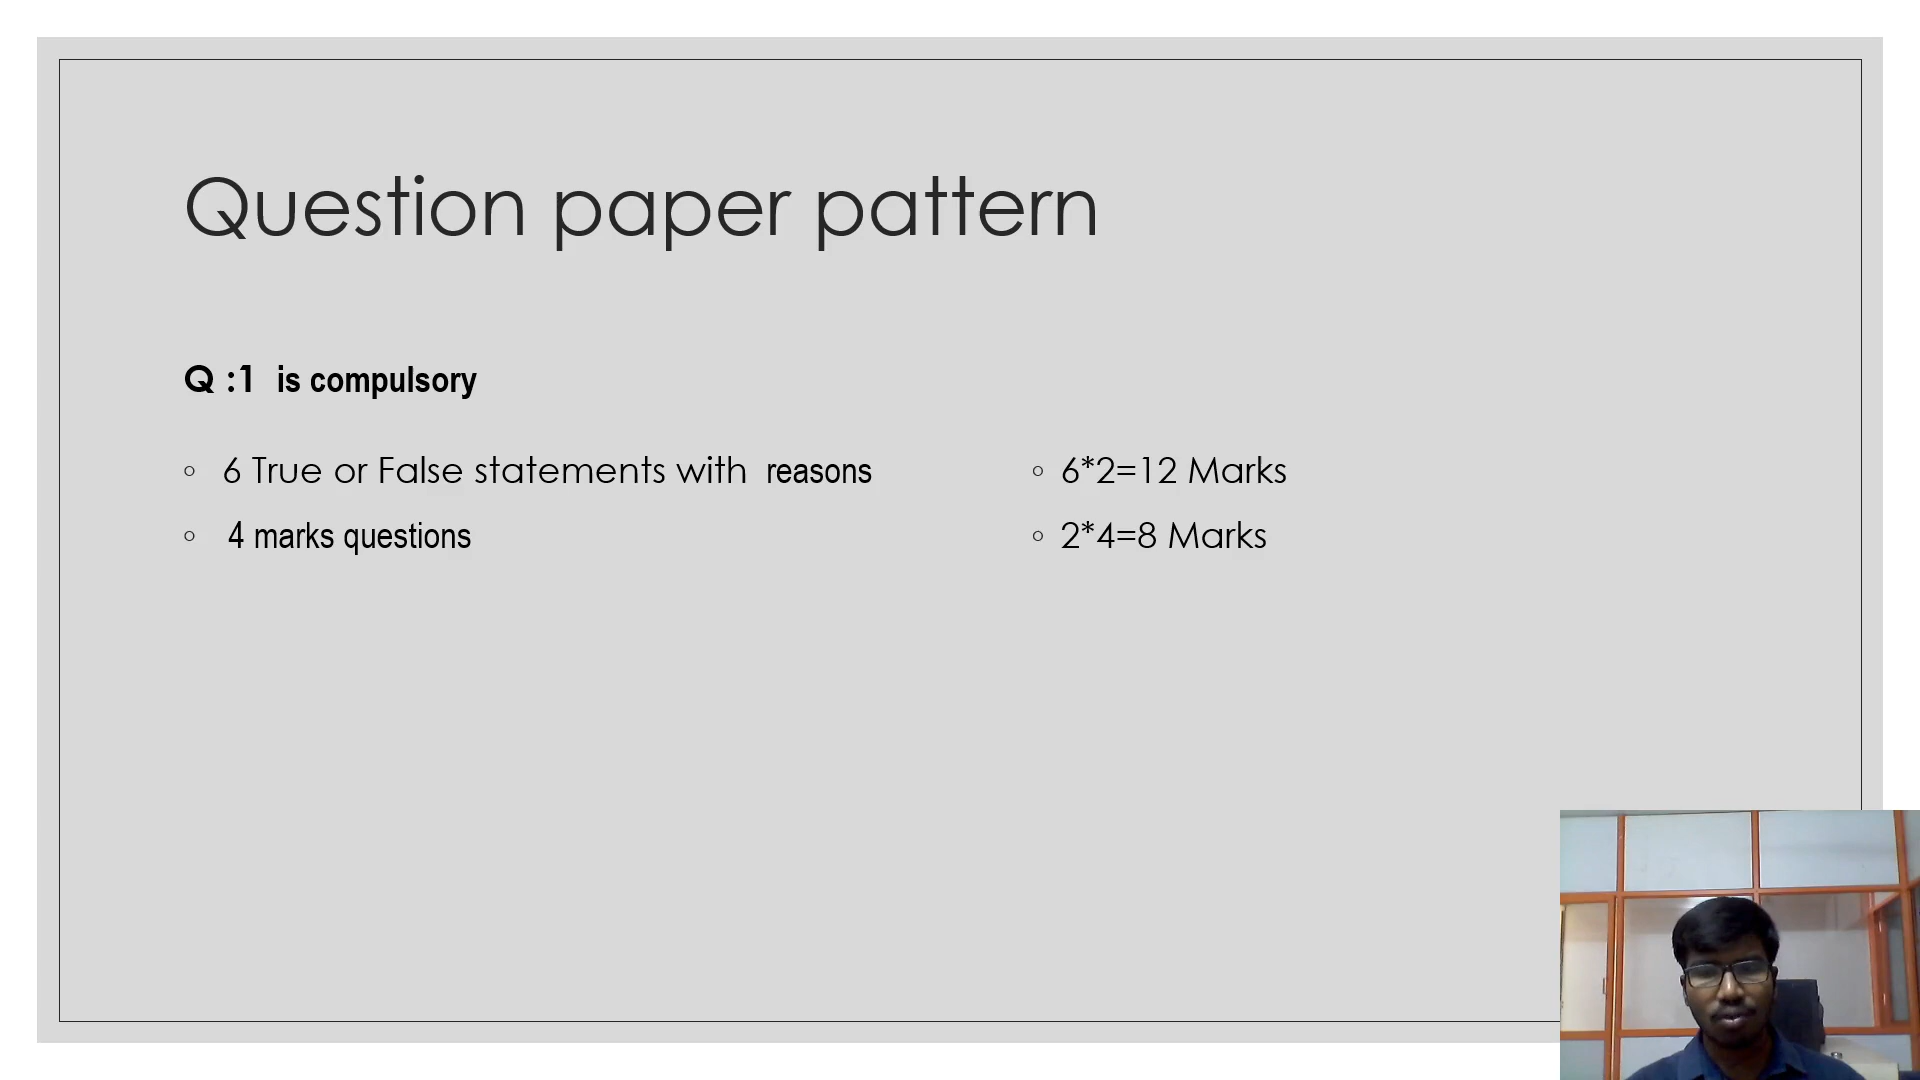 Question paper pattern
Q :1 is compulsory
◦ 6 True or False statements with reasons
◦ 6*2=12 Marks
◦ 4 marks questions
◦ 2*4=8 Marks